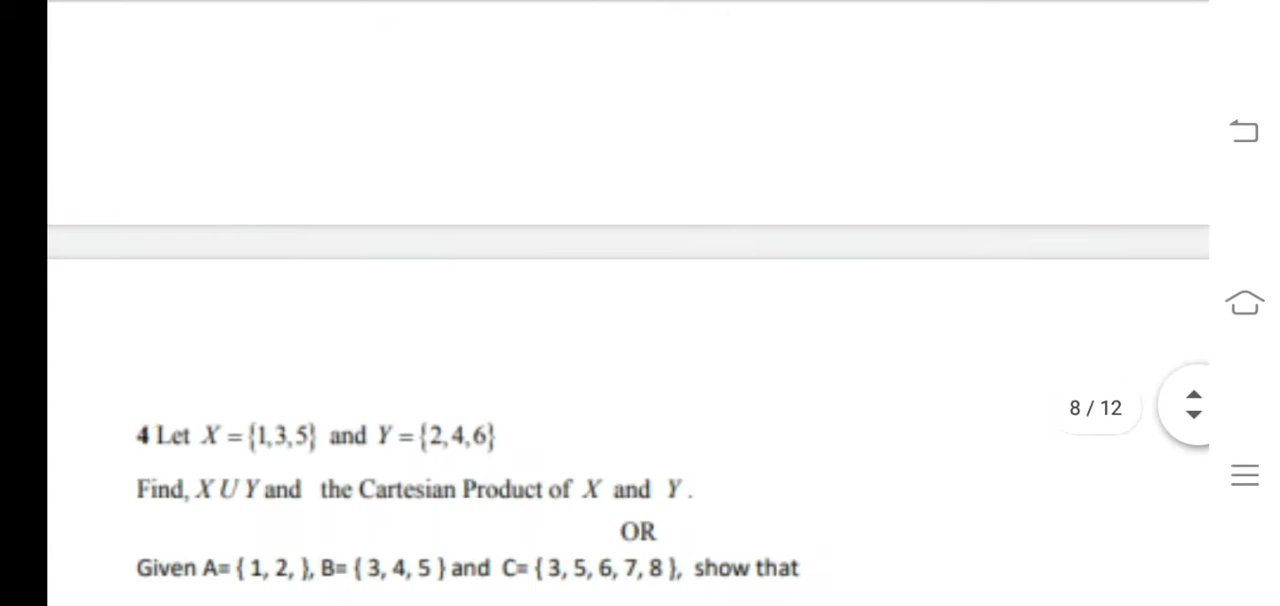 8 / 12
4 Let X = {1,3,5} and Y = {2,4,6}
Find, X U Y and the Cartesian Product of X and Y .
OR
Given A= { 1, 2, }, B= { 3, 4, 5 } and C= { 3, 5, 6, 7, 8 }, show that